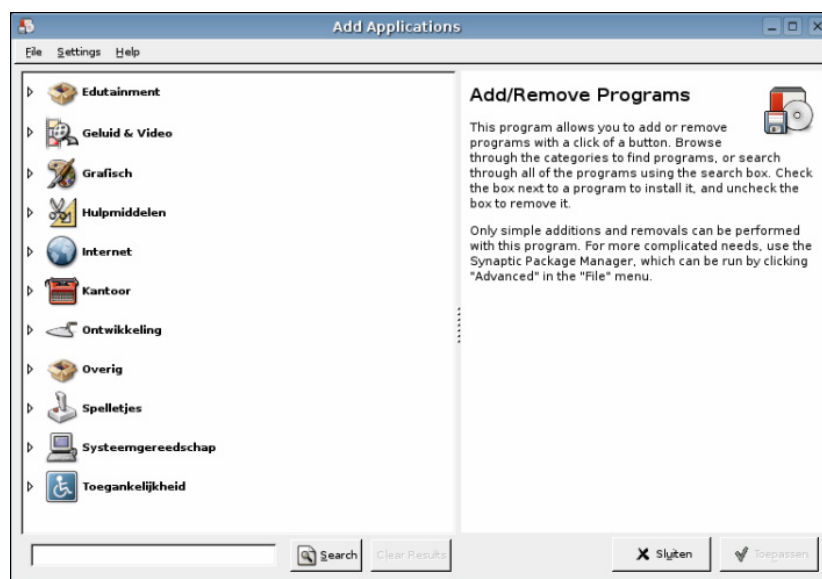 Add Applications
File Settings Help
Edutainment
Geluid & Video
Grafisch
Hulpmiddelen
Internet
Kantoor
Ontwikkeling
Overig
Spelletjes
Systeemgereedschap
Toegankelijkheid
Add/Remove Programs
This program allows you to add or remove
programs with a click of a button. Browse
through the categories to find programs, or search
through all of the programs using the search box. Check
the box next to a program to install it, and uncheck the
box to remove it.
Only simple additions and removals can be performed
with this program. For more complicated needs, use the
Synaptic Package Manager, which can be run by clicking
"Advanced" in the "File" menu.
Search Clear Results Sluiten Toepassen